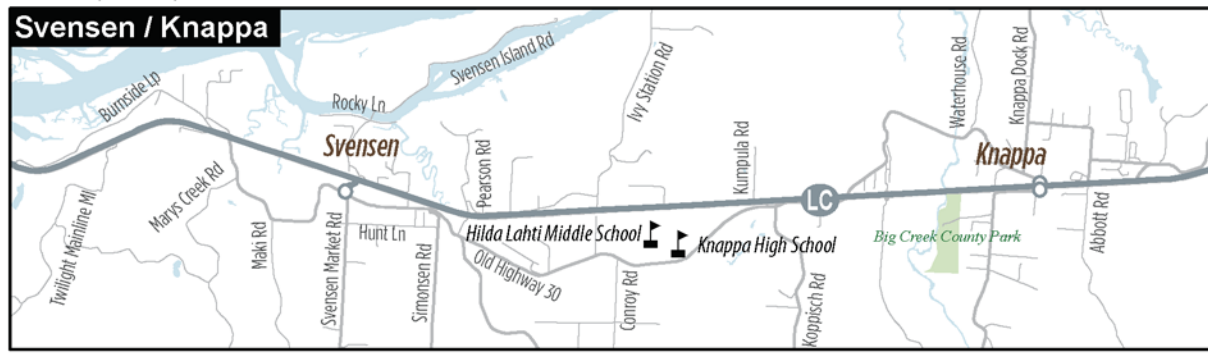 Svensen / Knappa
Burnside Lp
Rocky Ln
Svensen Island Rd
Ivy Station Rd
Waterhouse Rd
Knappa Dock Rd
Svensen
Knappa
Pearson Rd
Kumpula Rd
LC
Marys Creek Rd
Twilight Mainline Ml
Maki Rd
Svensen Market Rd
Hunt Ln
Simonsen Rd
Hilda Lahti Middle School
Knappa High School
Old Highway 30
Conroy Rd
Koppisch Rd
Big Creek County Park
Abbott Rd